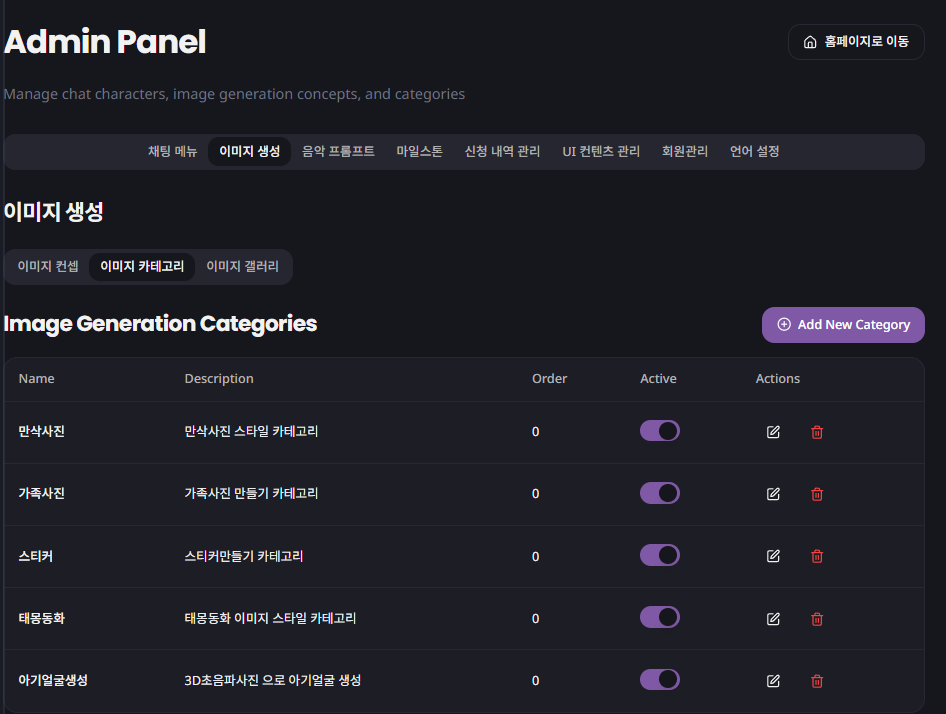 Admin Panel
홈페이지로 이동
Manage chat characters, image generation concepts, and categories
채팅 메뉴 이미지 생성 음악 프롬프트 마일스톤 신청 내역 관리 UI 컨텐츠 관리 회원관리 언어 설정
이미지 생성
이미지 컨셉 이미지 카테고리 이미지 갤러리
Image Generation Categories
Add New Category
Name Description Order Active Actions
만삭사진 만삭사진 스타일 카테고리 0
가족사진 가족사진 만들기 카테고리 0
스티커 스티커만들기 카테고리 0
태몽동화 태몽동화 이미지 스타일 카테고리 0
아기얼굴생성 3D초음파사진 으로 아기얼굴 생성 0